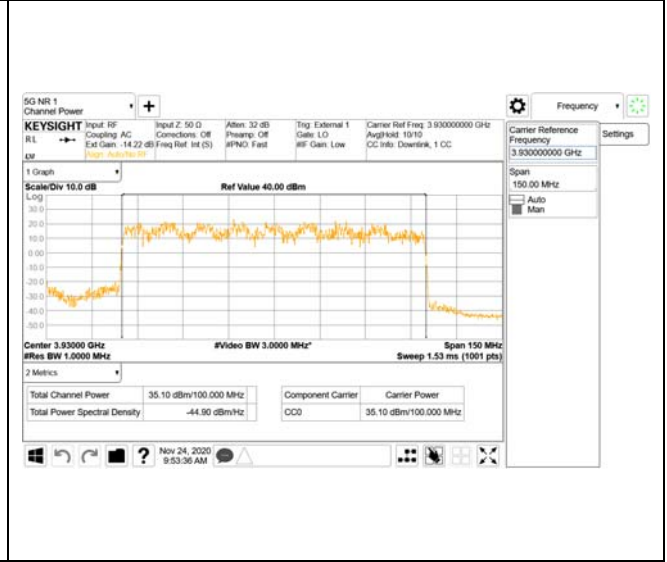 5G NR 1
Channel Power
Frequency
KEYSIGHT
R L
Input: RF
Coupling: AC
Ext Gain: -14.22 dB
Align: Auto/No RF
Input Z: 50 Ω
Corrections: Off
Freq Ref: Int (S)
Atten: 32 dB
Preamp: Off
#PNO: Fast
Trig: External 1
Gate: LO
#IF Gain: Low
Carrier Ref Freq: 3.930000000 GHz
Avg|Hold: 10/10
CC Info: Downlink, 1 CC
Carrier Reference
Frequency
3.930000000 GHz
Settings
Span
150.00 MHz
Auto
Man
1 Graph
Scale/Div 10.0 dB
Ref Value 40.00 dBm
Log
30.0
20.0
10.0
0.00
-10.0
-20.0
-30.0
-40.0
-50.0
Center 3.93000 GHz
#Video BW 3.0000 MHz*
Span 150 MHz
#Res BW 1.0000 MHz
Sweep 1.53 ms (1001 pts)
2 Metrics
Total Channel Power
35.10 dBm/100.000 MHz
Total Power Spectral Density
-44.90 dBm/Hz
Component Carrier
Carrier Power
CC0
35.10 dBm/100.000 MHz
?
Nov 24, 2020
9:53:36 AM